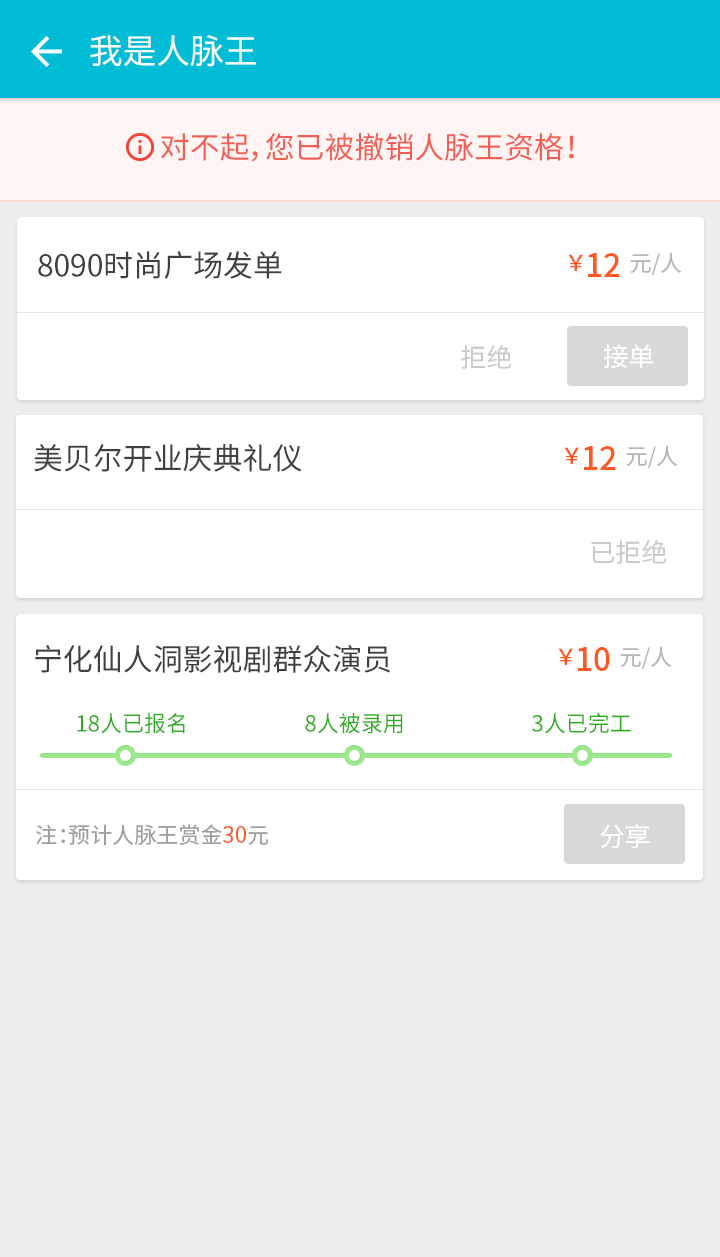 我是人脉王
对不起，您已被撤销人脉王资格！
8090时尚广场发单 ¥12 元/人
拒绝 接单
美贝尔开业庆典礼仪 ¥12 元/人
已拒绝
宁化仙人洞影视剧群众演员 ¥10 元/人
18人已报名 8人被录用 3人已完工
注：预计人脉王赏金30元 分享